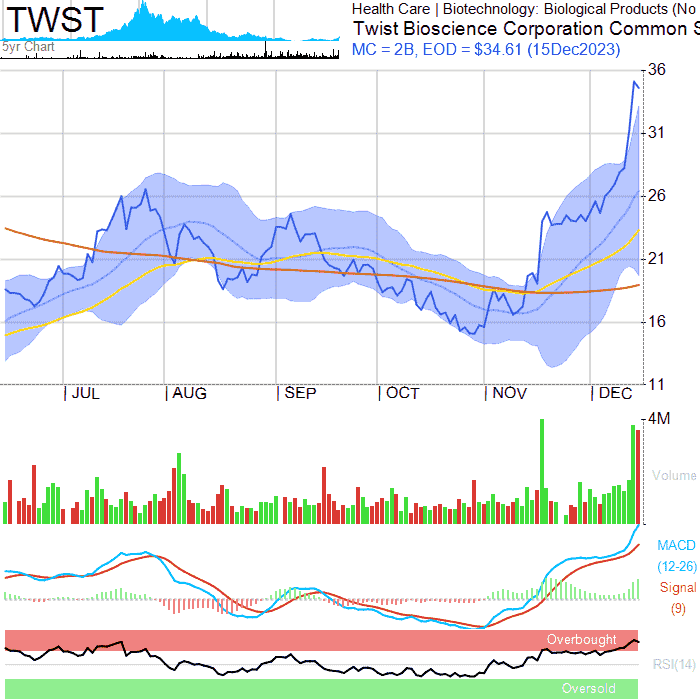 TWST
5yr Chart
Health Care | Biotechnology: Biological Products (No
Twist Bioscience Corporation Common S
MC = 2B, EOD = $34.61 (15Dec2023)
36
31
26
21
16
11
JUL AUG SEP OCT NOV DEC
4M
Volume
MACD
(12-26)
Signal
(9)
Overbought
RSI(14)
Oversold